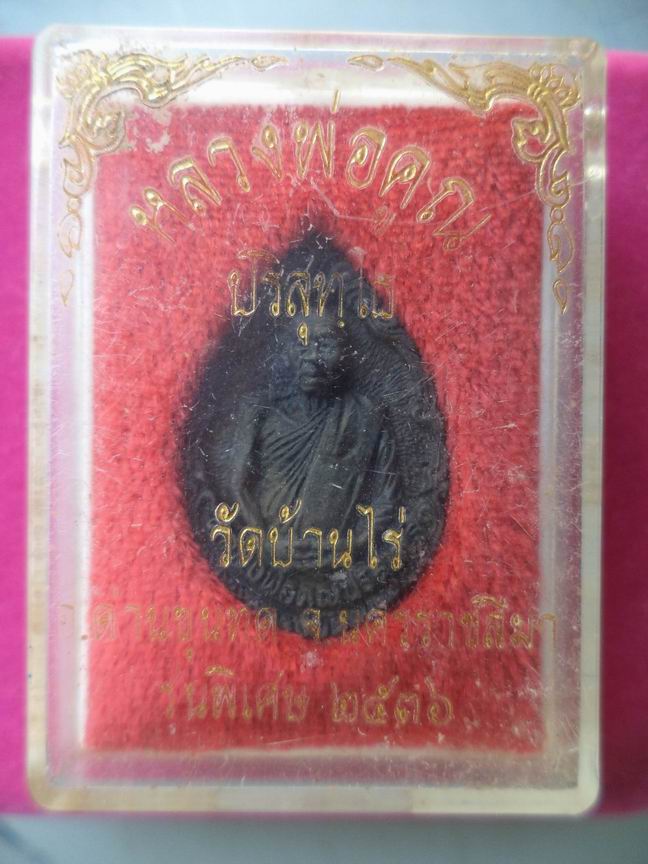 หลวงพ่อคูณ
ปริสุทฺโธ
วัดบ้านไร่
อ.ด่านขุนทด จ.นครราชสีมา
รุ่นพิเศษ ๒๕๓๖